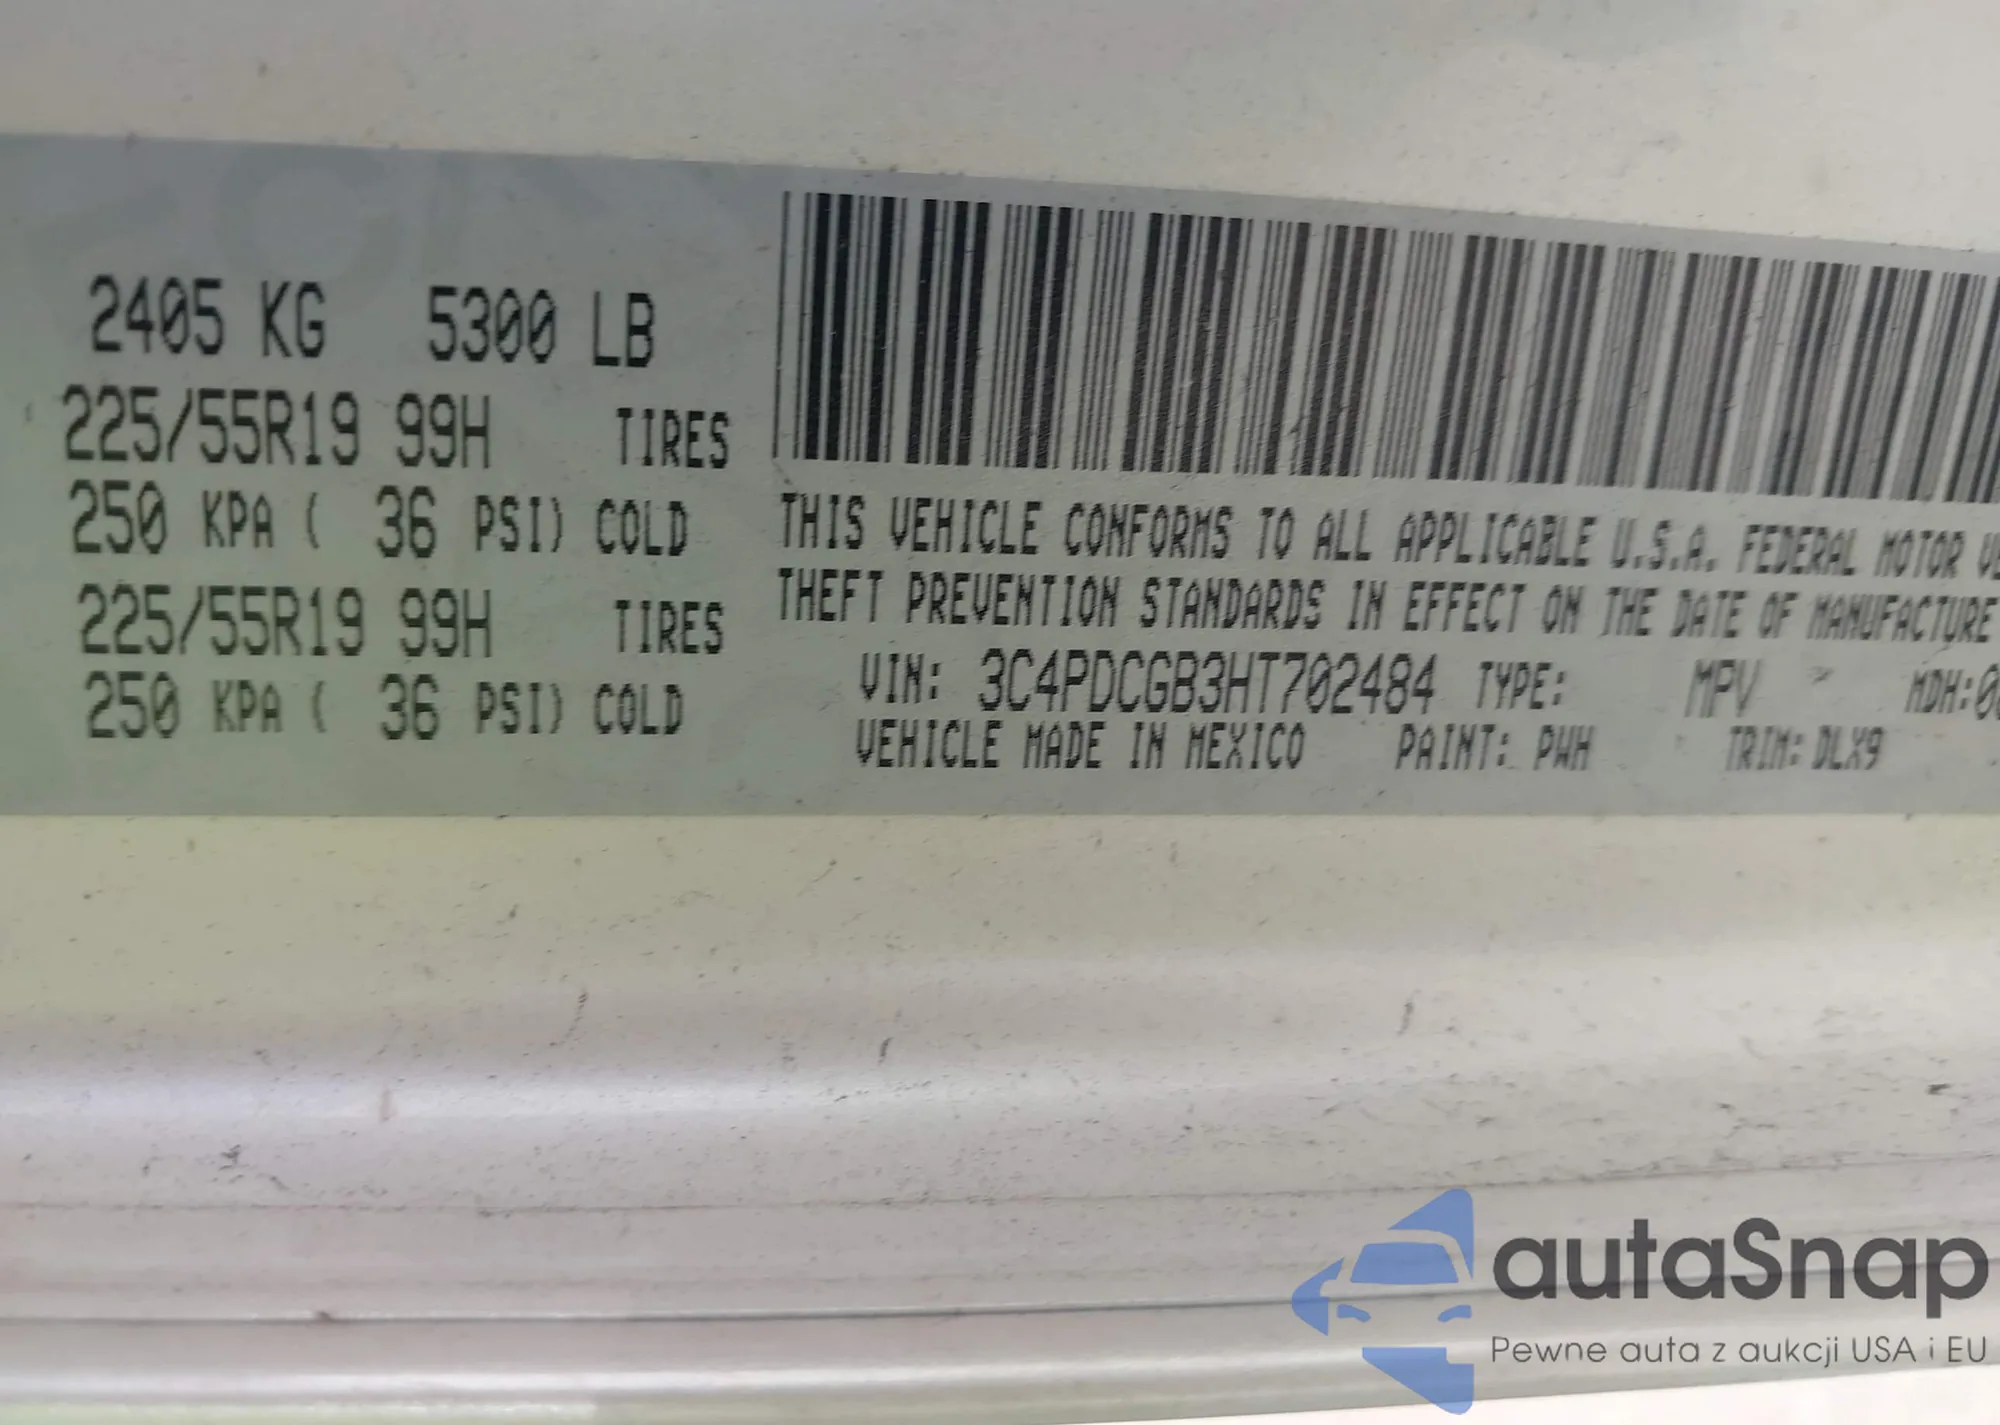 2405 KG 5300 LB
225/55R19 99H TIRES
250 KPA ( 36 PSI) COLD
225/55R19 99H TIRES
250 KPA ( 36 PSI) COLD
THIS VEHICLE CONFORMS TO ALL APPLICABLE U.S.A. FEDERAL MOTOR
THEFT PREVENTION STANDARDS IN EFFECT ON THE DATE OF MANUFACTURE
VIN: 3C4PDCGB3HT702484 TYPE: MPV MDH:
VEHICLE MADE IN MEXICO PAINT: PWH TRIM: DLX9
autaSnap
Pewne auta z aukcji USA i EU